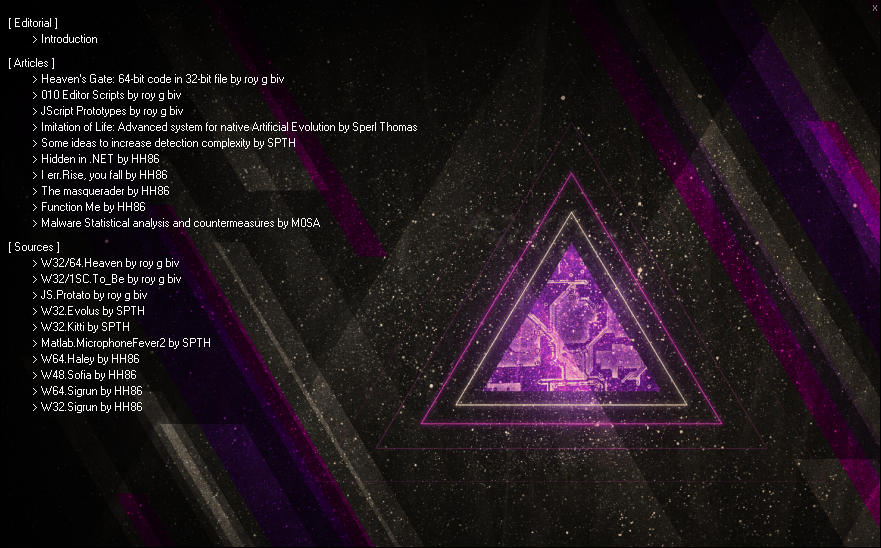 x
[ Editorial ]
> Introduction
[ Articles ]
> Heaven's Gate: 64-bit code in 32-bit file by roy g biv
> 010 Editor Scripts by roy g biv
> JScript Prototypes by roy g biv
> Imitation of Life: Advanced system for native Artificial Evolution by Sperl Thomas
> Some ideas to increase detection complexity by SPTH
> Hidden in .NET by HH86
> I err.Rise, you fall by HH86
> The masquerader by HH86
> Function Me by HH86
> Malware Statistical analysis and countermeasures by M0SA
[ Sources ]
> W32/64.Heaven by roy g biv
> W32/1SC.To_Be by roy g biv
> JS.Protato by roy g biv
> W32.Evolus by SPTH
> W32.Kitti by SPTH
> Matlab.MicrophoneFever2 by SPTH
> W64.Haley by HH86
> W48.Sofia by HH86
> W64.Sigrun by HH86
> W32.Sigrun by HH86